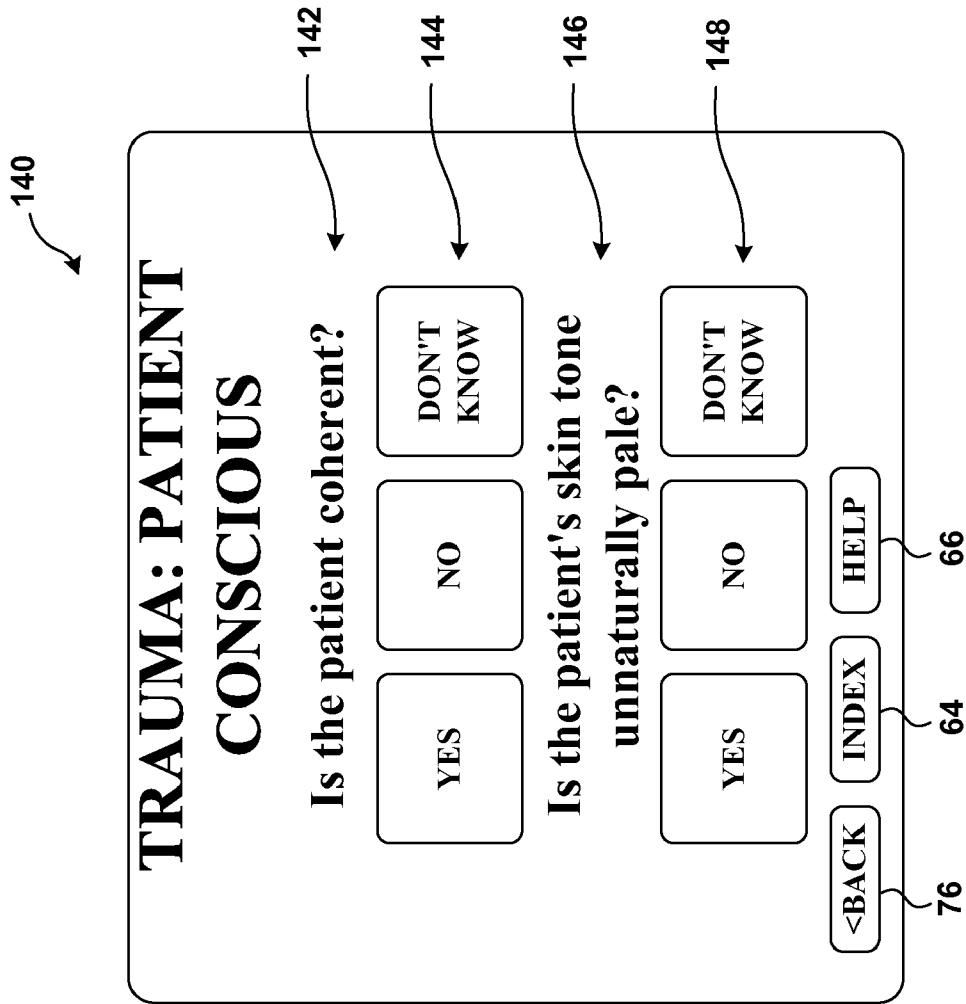 140
TRAUMA: PATIENT
CONSCIOUS
Is the patient coherent?
142
YES
NO
DON'T
KNOW
144
Is the patient's skin tone
unnaturally pale?
146
YES
NO
DON'T
KNOW
148
<BACK
INDEX
HELP
76
64
66